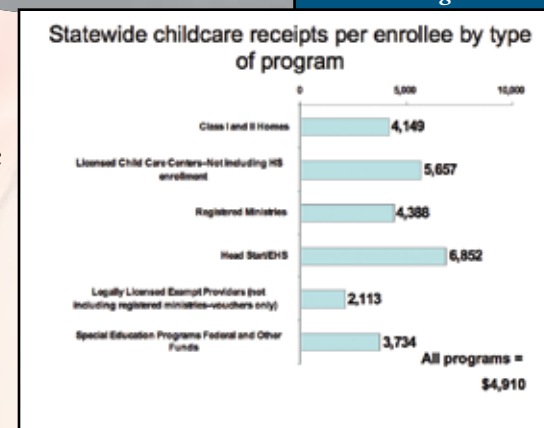 Statewide childcare receipts per enrollee by type
of program
0 5,000 10,000
Class I and II Homes
4,149
Licensed Child Care Centers-Not Including HS
enrollment
5,657
Registered Ministries
4,388
Head Start/EHS
6,852
Legally Licensed Exempt Providers (not
including registered ministries-vouchers only)
2,113
Special Education Programs Federal and Other
Funds
3,734
All programs =
$4,910